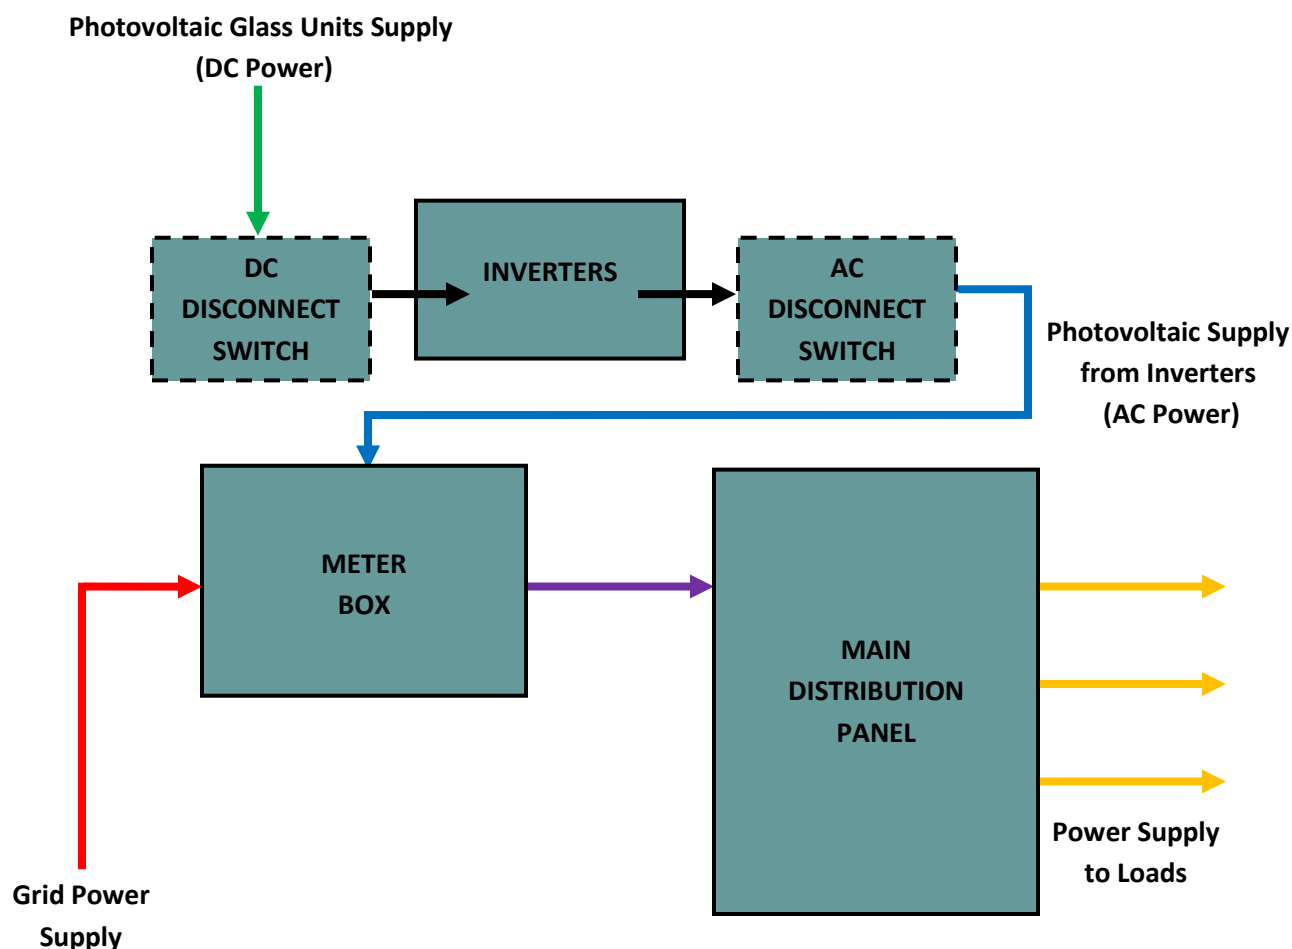 Photovoltaic Glass Units Supply
(DC Power)
DC
DISCONNECT
SWITCH
INVERTERS
AC
DISCONNECT
SWITCH
Photovoltaic Supply
from Inverters
(AC Power)
METER
BOX
MAIN
DISTRIBUTION
PANEL
Power Supply
to Loads
Grid Power
Supply